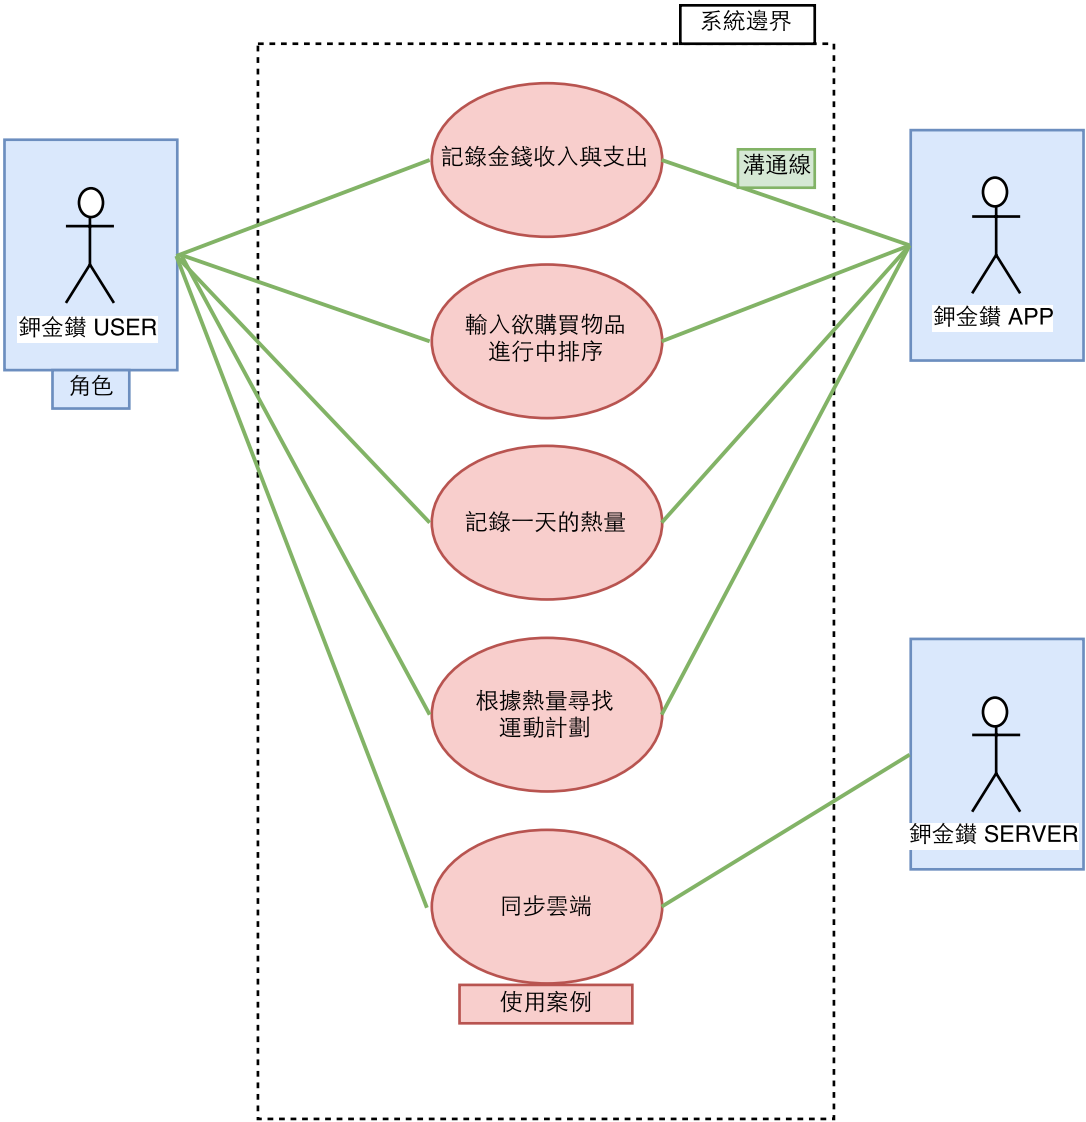 系統邊界
記錄金錢收入與支出
溝通線
鉀金鑚 USER
角色
鉀金鑚 APP
輸入欲購買物品
進行中排序
記錄一天的熱量
根據熱量尋找
運動計劃
鉀金鑚 SERVER
同步雲端
使用案例